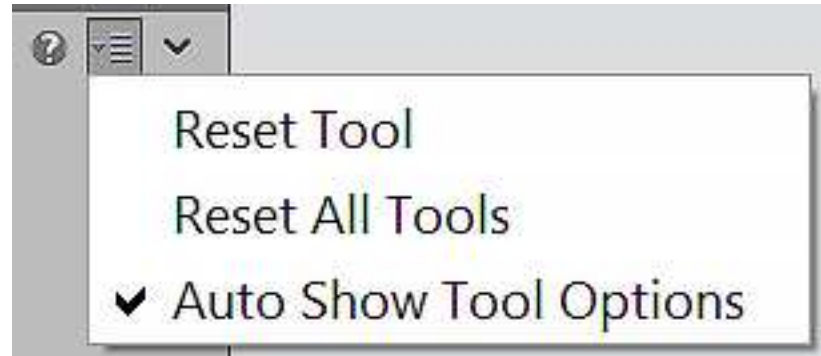 Reset Tool
Reset All Tools
Auto Show Tool Options